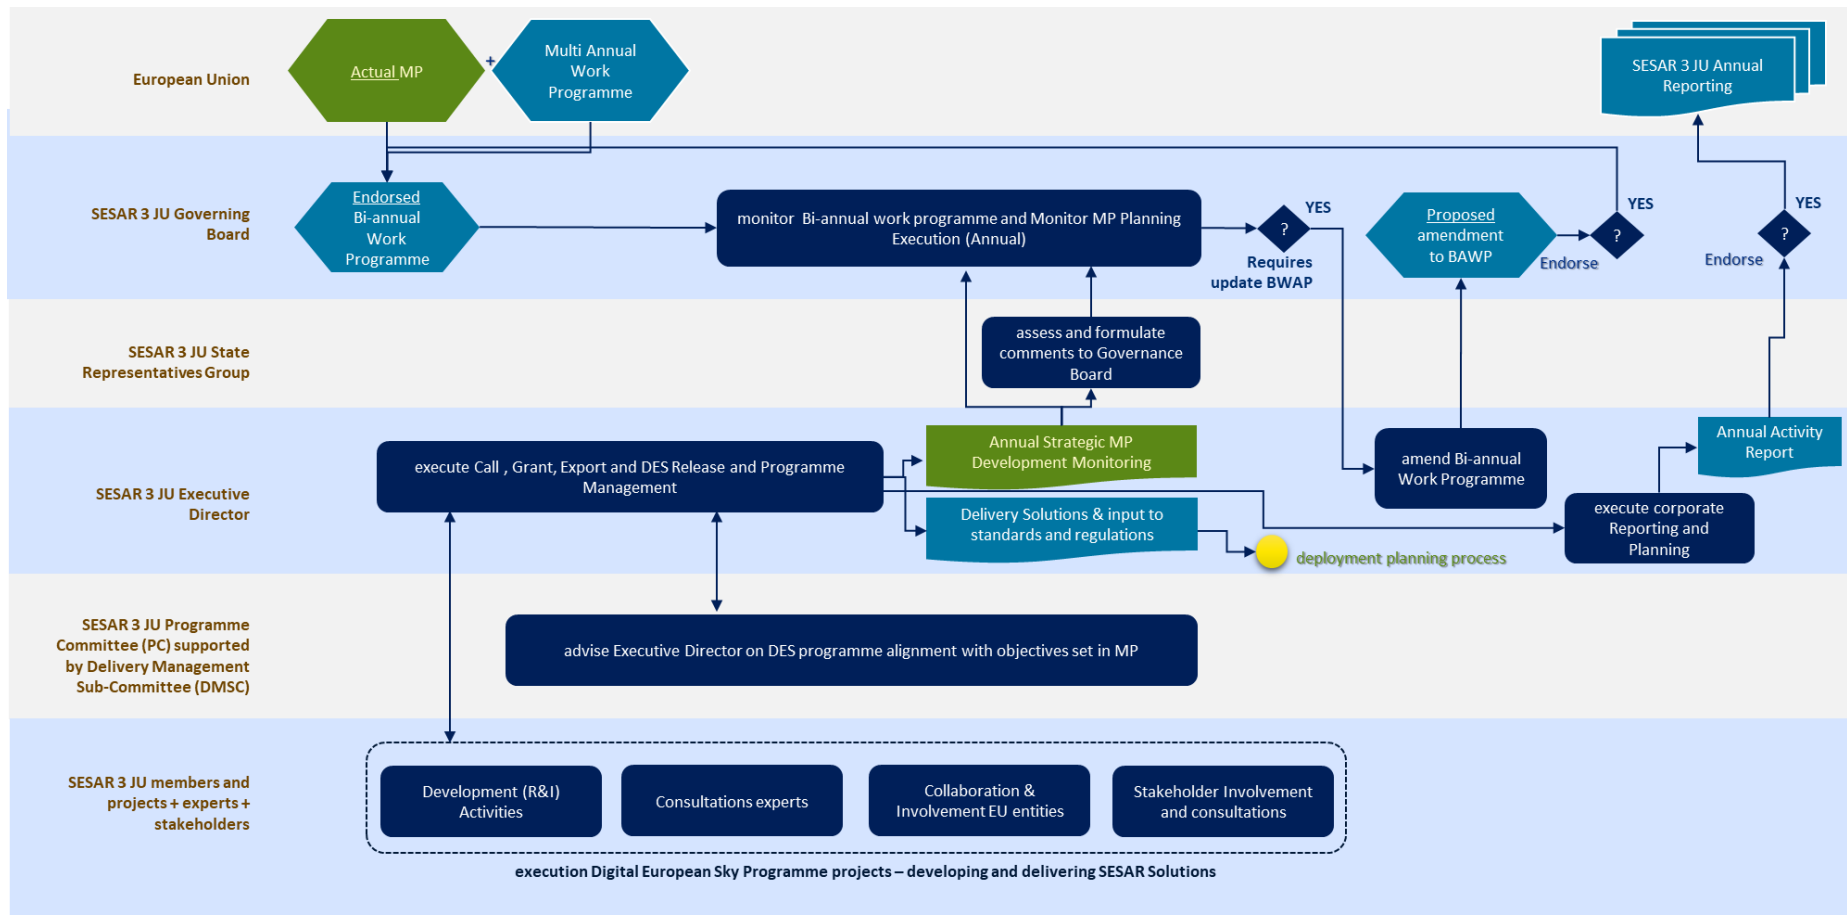 European Union
Actual MP
+
Multi Annual
Work
Programme
SESAR 3 JU Annual
Reporting
SESAR 3 JU Governing
Board
Endorsed
Bi-annual
Work
Programme
monitor Bi-annual work programme and Monitor MP Planning
Execution (Annual)
?
YES
Requires
update BWAP
Proposed
amendment
to BAWP
Endorse
?
YES
Endorse
?
YES
SESAR 3 JU State
Representatives Group
assess and formulate
comments to Governance
Board
SESAR 3 JU Executive
Director
execute Call , Grant, Export and DES Release and Programme
Management
Annual Strategic MP
Development Monitoring
Delivery Solutions & input to
standards and regulations
deployment planning process
amend Bi-annual
Work Programme
execute corporate
Reporting and
Planning
Annual Activity
Report
SESAR 3 JU Programme
Committee (PC) supported
by Delivery Management
Sub-Committee (DMSC)
advise Executive Director on DES programme alignment with objectives set in MP
SESAR 3 JU members and
projects + experts +
stakeholders
Development (R&I)
Activities
Consultations experts
Collaboration &
Involvement EU entities
Stakeholder Involvement
and consultations
execution Digital European Sky Programme projects – developing and delivering SESAR Solutions